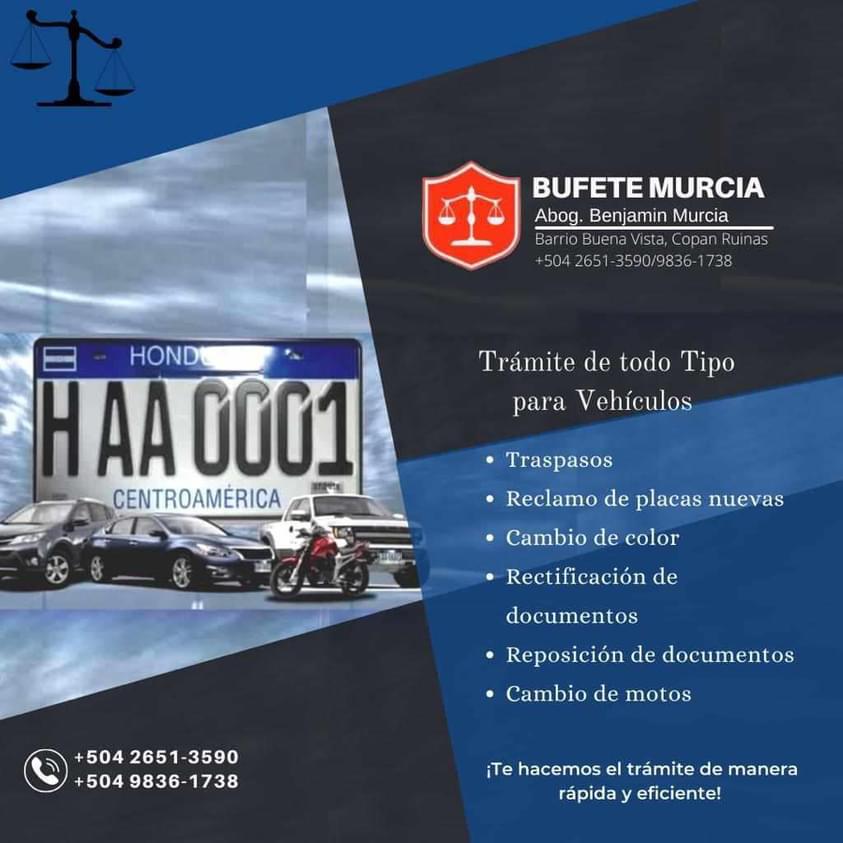 BUFETE MURCIA
Abog. Benjamin Murcia
Barrio Buena Vista, Copan Ruinas
+504 2651-3590/9836-1738
HONDU
H AA 0001
CENTROAMÉRICA
Trámite de todo Tipo
para Vehículos
• Traspasos
• Reclamo de placas nuevas
• Cambio de color
• Rectificación de
documentos
• Reposición de documentos
• Cambio de motos
+504 2651-3590
+504 9836-1738
¡Te hacemos el trámite de manera
rápida y eficiente!